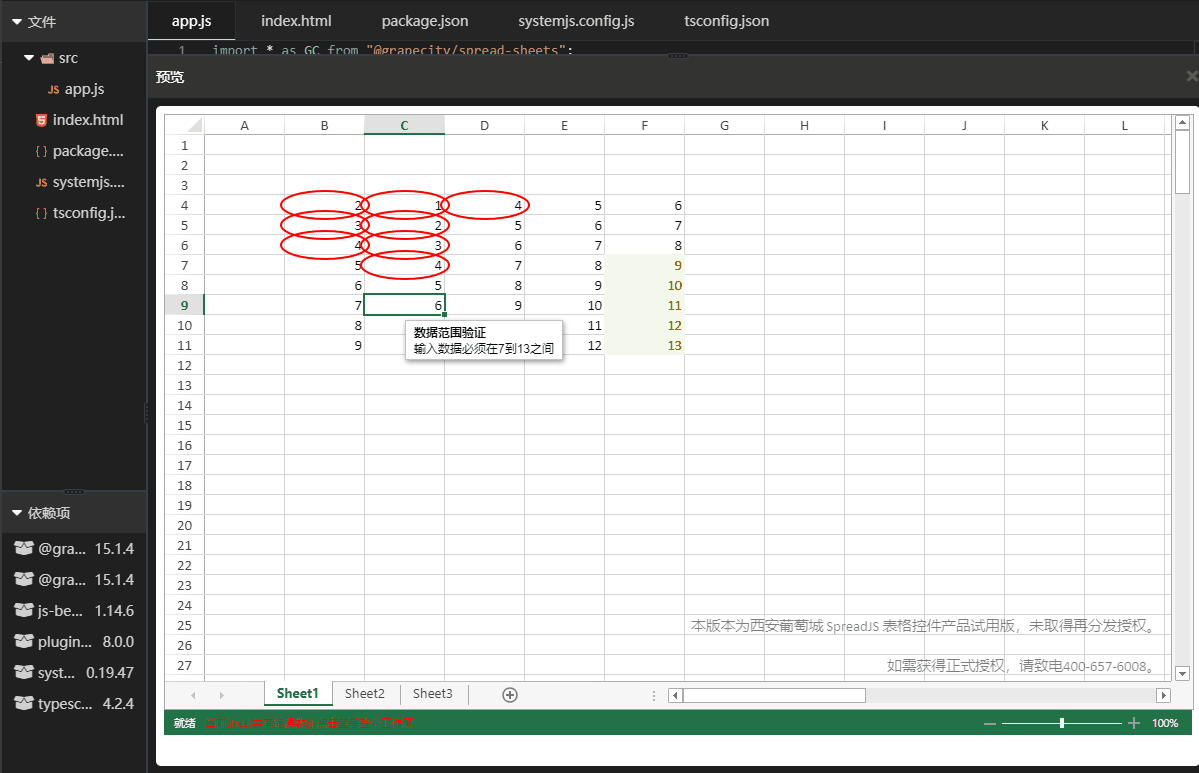 文件
src
app.js
index.html
package....
systemjs....
tsconfig.j...
依赖项
@gra... 15.1.4
@gra... 15.1.4
js-be... 1.14.6
plugin... 8.0.0
syst... 0.19.47
typesc... 4.2.4
app.js index.html package.json systemjs.config.js tsconfig.json
1 import * as GC from "@grapecity/spread-sheets";
预览
A B C D E F G H I J K L
1
2
3
4 2 1 4 5 6
5 3 2 5 6 7
6 4 3 6 7 8
7 5 4 7 8 9
8 6 5 8 9 10
9 7 6 9 10 11
10 8 11 12
11 9 12 13
数据范围验证
输入数据必须在7到13之间
12
13
14
15
16
17
18
19
20
21
22
23
24
25 本版本为西安葡萄城 SpreadJS 表格控件产品试用版，未取得再分发授权。
26
27 如需获得正式授权，请致电400-657-6008。
Sheet1 Sheet2 Sheet3
就绪 100%